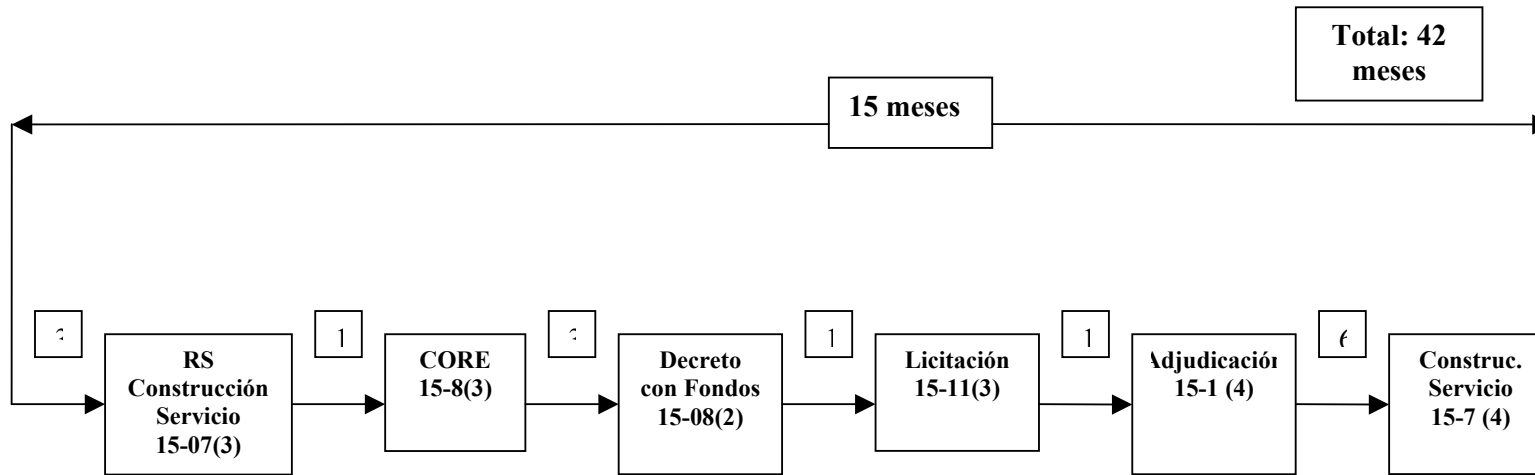 Total: 42
meses
15 meses
1
1
1
RS
Construcción
Servicio
15-07(3)
CORE
15-8(3)
Decreto
con Fondos
15-08(2)
Licitación
15-11(3)
Adjudicación
15-1 (4)
Construc.
Servicio
15-7 (4)